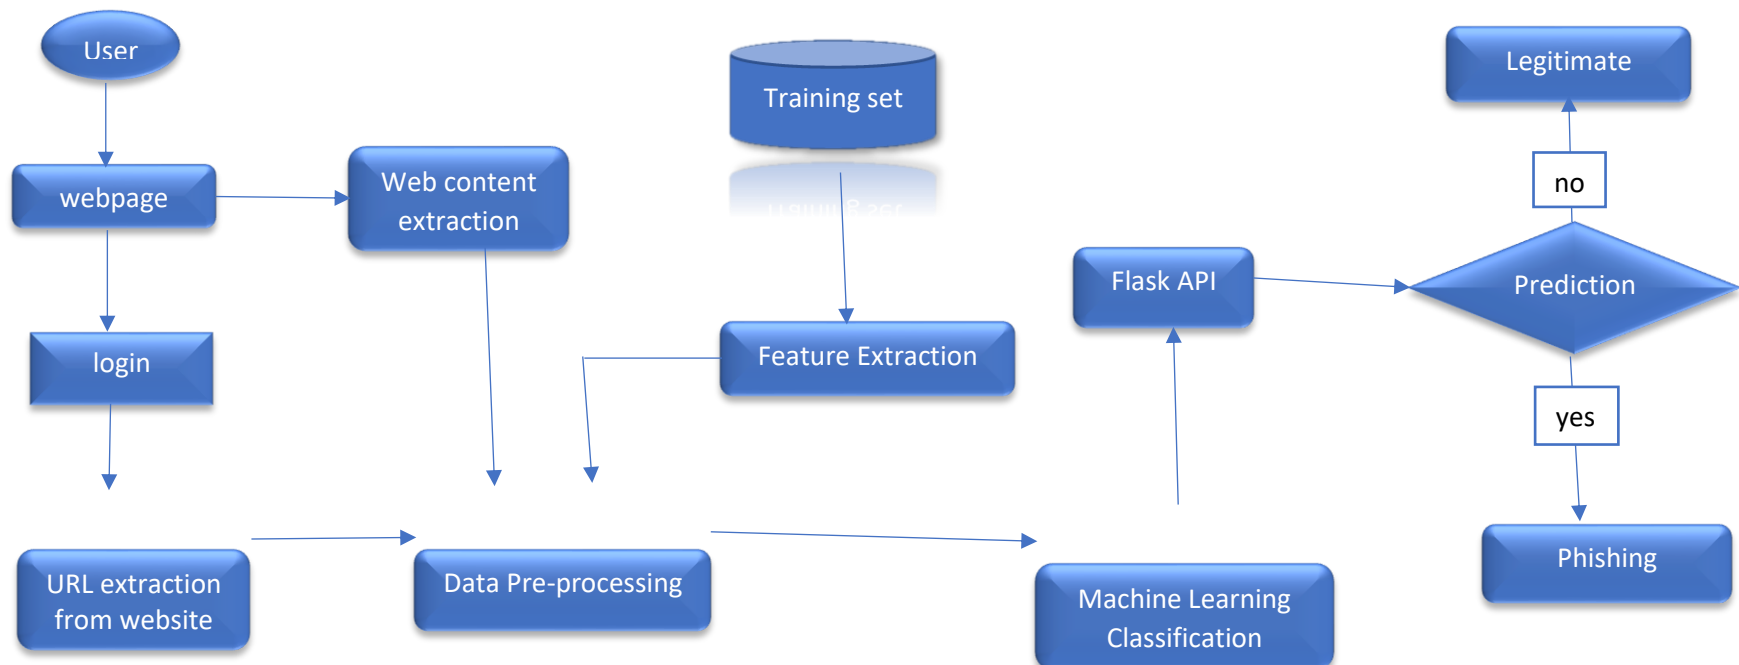 User
webpage
login
URL extraction
from website
Web content
extraction
Training set
Feature Extraction
Data Pre-processing
Machine Learning
Classification
Flask API
Prediction
no
Legitimate
yes
Phishing